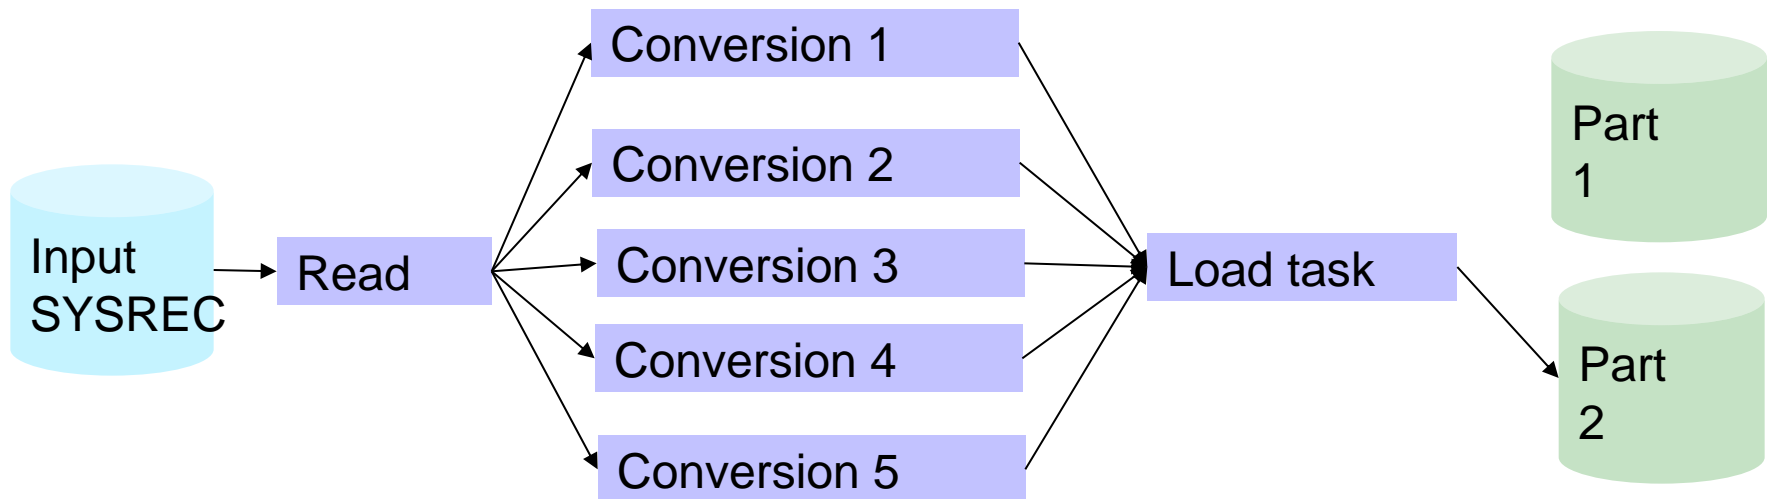 Input
SYSREC
Read
Conversion 1
Conversion 2
Conversion 3
Conversion 4
Conversion 5
Load task
Part
1
Part
2